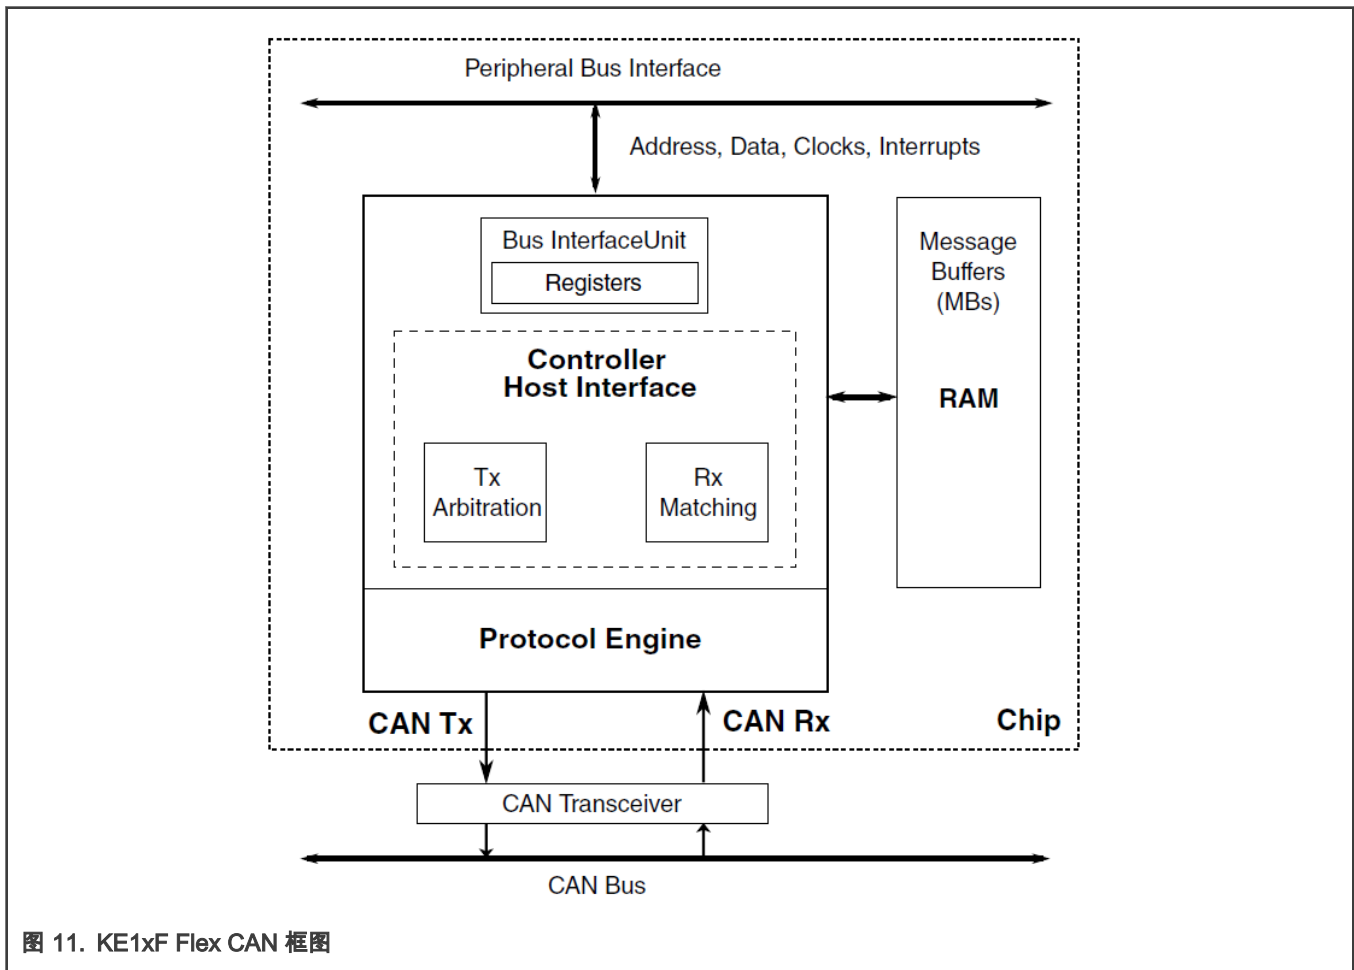 Peripheral Bus Interface
Address, Data, Clocks, Interrupts
Bus InterfaceUnit
Registers
Message
Buffers
(MBs)
RAM
Controller
Host Interface
Tx
Arbitration
Rx
Matching
Protocol Engine
CAN Tx
CAN Rx
Chip
CAN Transceiver
CAN Bus
图 11. KE1xF Flex CAN 框图